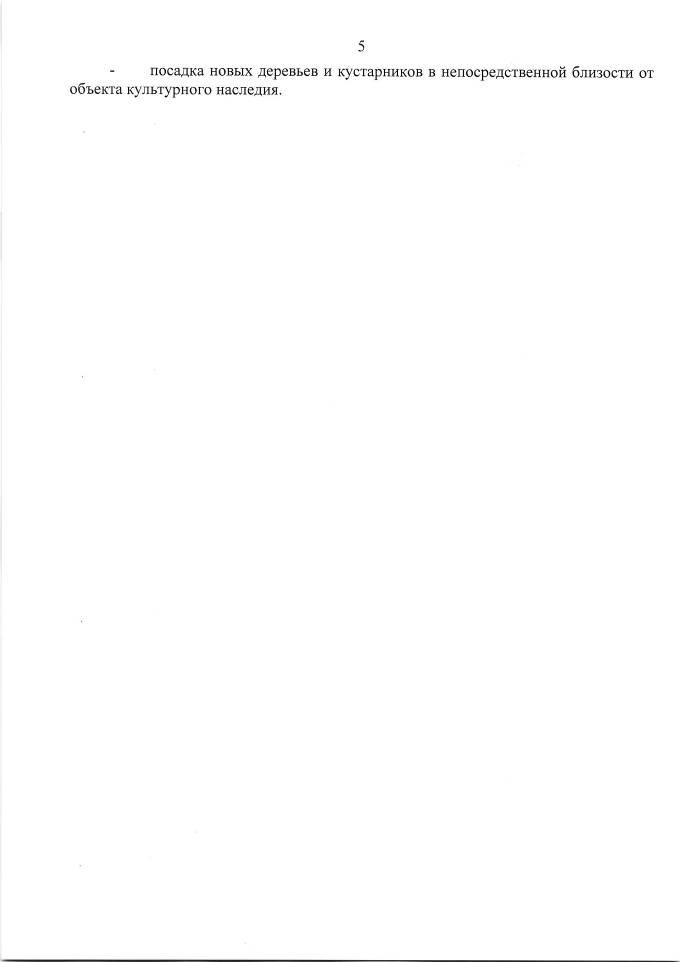 5
- посадка новых деревьев и кустарников в непосредственной близости от
объекта культурного наследия.